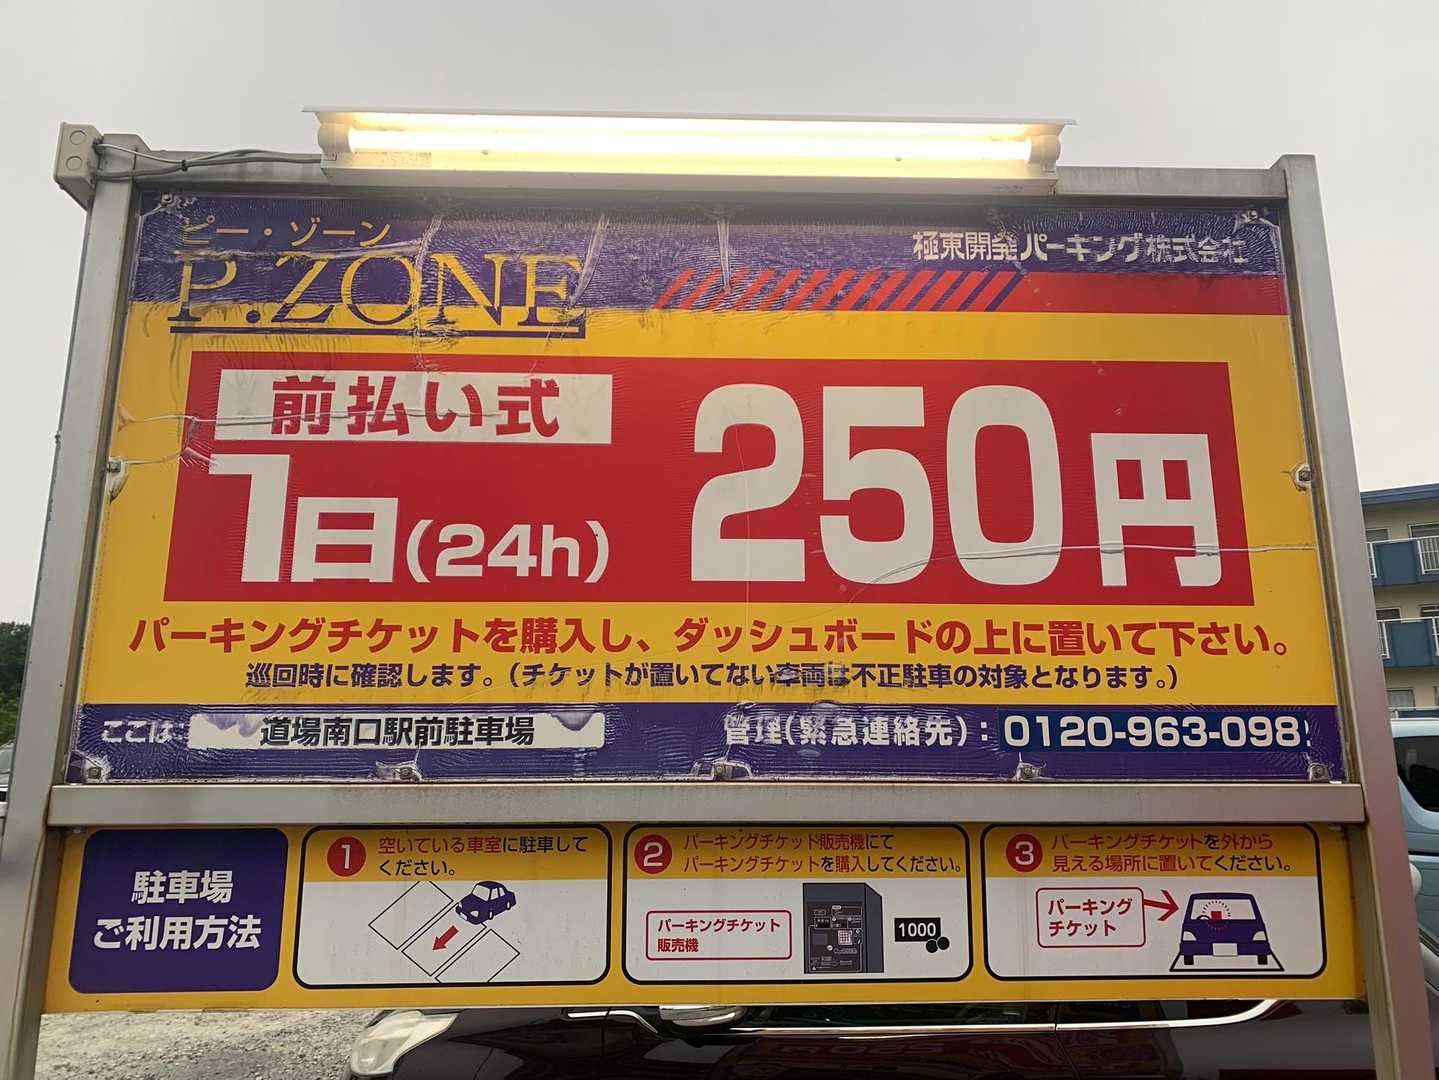 ピー・ゾーン
P.ZONE
極東開発パーキング株式会社
前払い式
1日(24h)
250円
パーキングチケットを購入し、ダッシュボードの上に置いて下さい。
巡回時に確認します。(チケットが置いてない車両は不正駐車の対象となります。)
ここは
道場南口駅前駐車場
管理(緊急連絡先):
0120-963-098
駐車場
ご利用方法
1
空いている車室に駐車して
ください。
2
パーキングチケット販売機にて
パーキングチケットを購入してください。
パーキングチケット
販売機
1000
3
パーキングチケットを外から
見える場所に置いてください。
パーキング
チケット